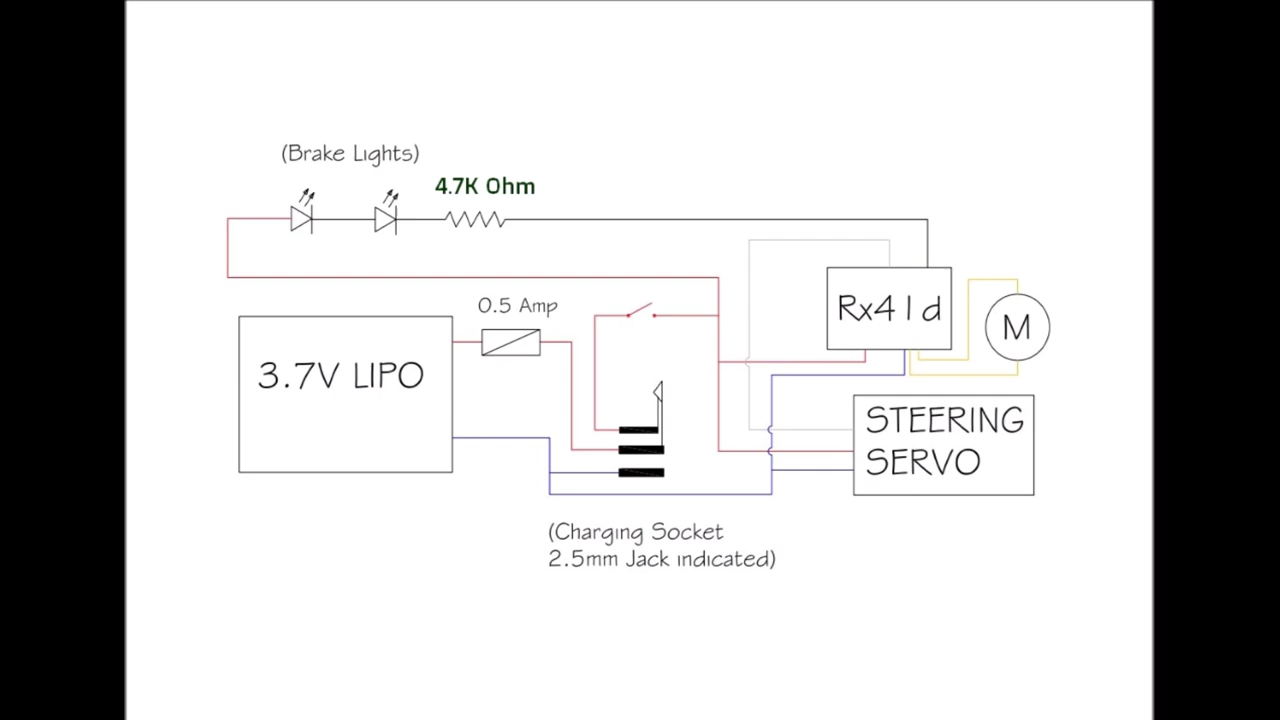 (Brake Lights)
4.7K Ohm
0.5 Amp
3.7V LIPO
Rx41d
M
STEERING
SERVO
(Charging Socket
2.5mm Jack indicated)